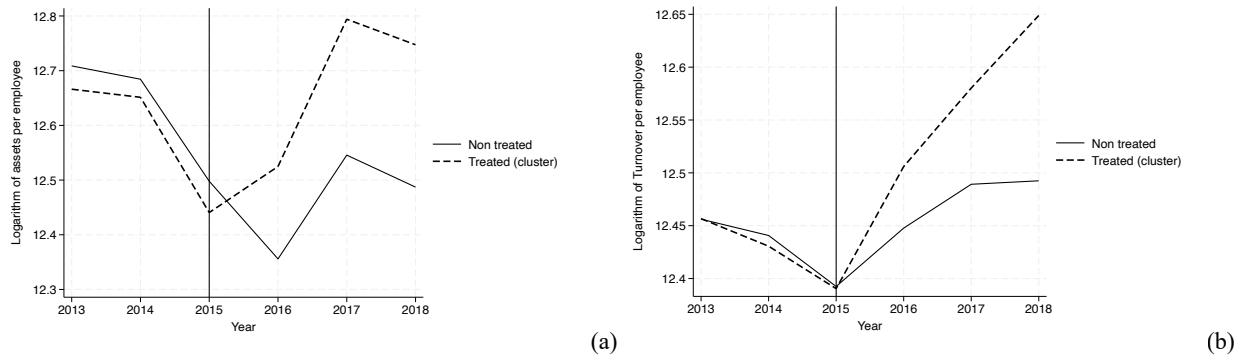 Logarithm of assets per employee
12.8
12.7
12.6
12.5
12.4
12.3
2013 2014 2015 2016 2017 2018
Year
Non treated
Treated (cluster)
(a)
Logarithm of Turnover per employee
12.65
12.6
12.55
12.5
12.45
12.4
2013 2014 2015 2016 2017 2018
Year
Non treated
Treated (cluster)
(b)